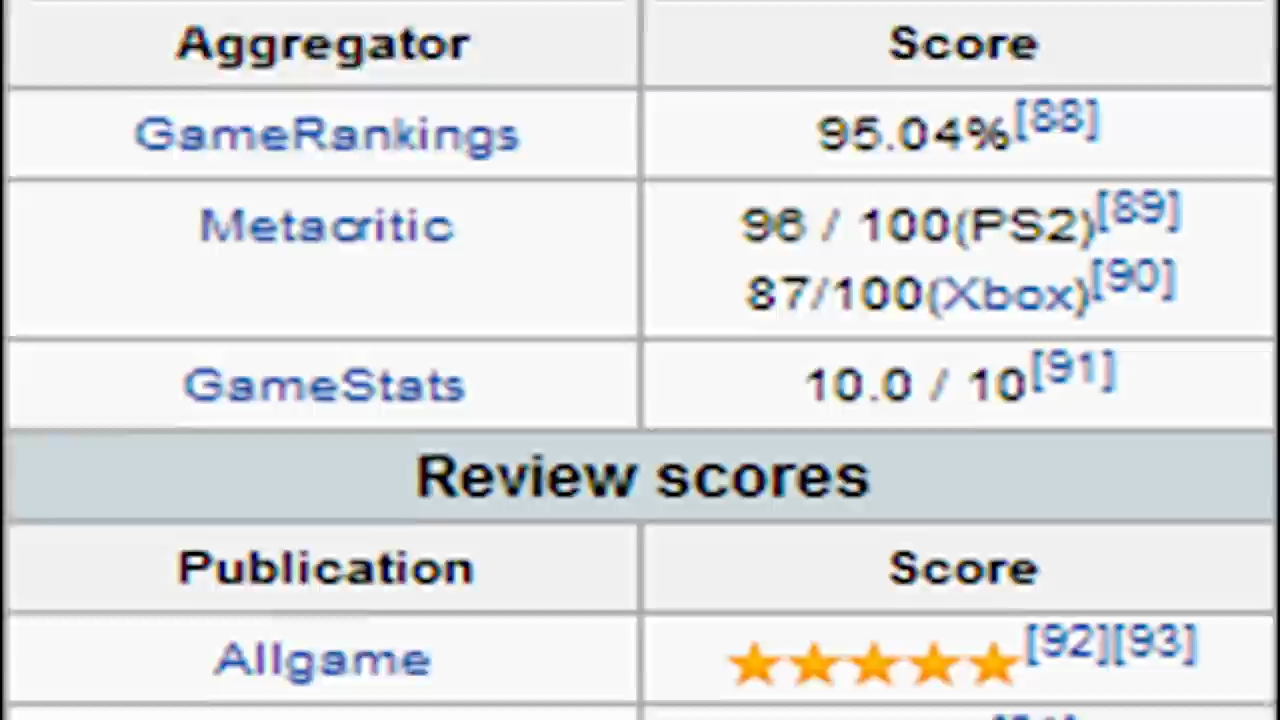 Aggregator Score
GameRankings 95.04%[88]
Metacritic 96 / 100(PS2)[89]
87/100(Xbox)[90]
GameStats 10.0 / 10[91]
Review scores
Publication Score
Allgame ★★★★★[92][93]